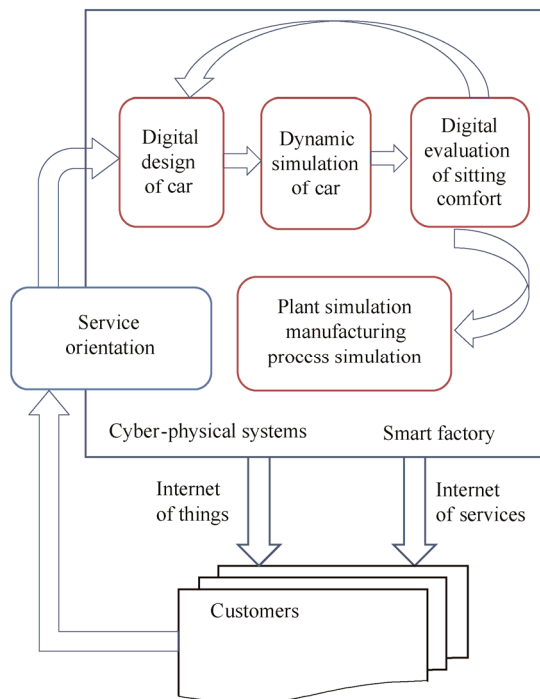 Digital
design
of car
Dynamic
simulation
of car
Digital
evaluation
of sitting
comfort
Service
orientation
Plant simulation
manufacturing
process simulation
Cyber-physical systems
Smart factory
Internet
of things
Internet
of services
Customers